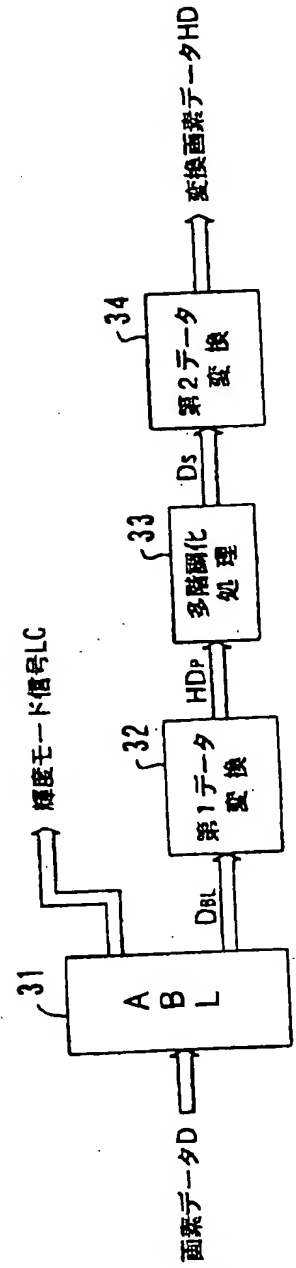 画素データD
31
ABL
輝度モード信号LC
DBL
32
第1データ
変換
HDP
33
多階調化
処理
DS
34
第2データ
変換
変換画素データHD